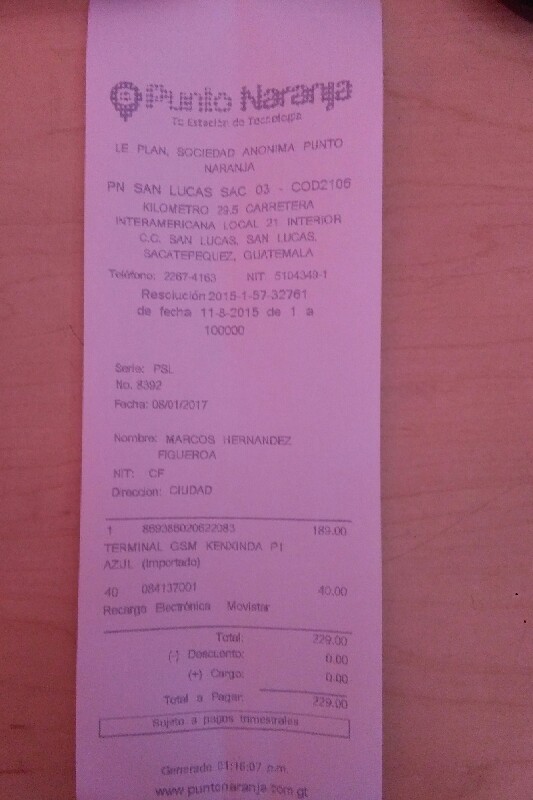 Punto Naranja
Tu Estación de Tecnología
LE PLAN, SOCIEDAD ANONIMA PUNTO
NARANJA
PN SAN LUCAS SAC 03 - COD2106
KILOMETRO 29.5 CARRETERA
INTERAMERICANA LOCAL 21 INTERIOR
C.C. SAN LUCAS, SAN LUCAS,
SACATEPEQUEZ, GUATEMALA
Teléfono: 2267-4163 NIT 5104349-1
Resolución 2015-1-57-32761
de fecha 11-8-2015 de 1 a
100000
Serie: PSL
No. 8392
Fecha: 08/01/2017
Nombre: MARCOS HERNANDEZ
FIGUEROA
NIT: CF
Direccion: CIUDAD
1 869386020622083 189.00
TERMINAL GSM KENXINDA P1
AZUL (Importado)
40 084137001 40.00
Recarga Electrónica Movistar
Total: 229.00
(-) Descuento: 0.00
(+) Cargo: 0.00
Total a Pagar: 229.00
Sujeto a pagos trimestrales
Generado 01:16:07 p.m.
www.puntonaranja.com.gt